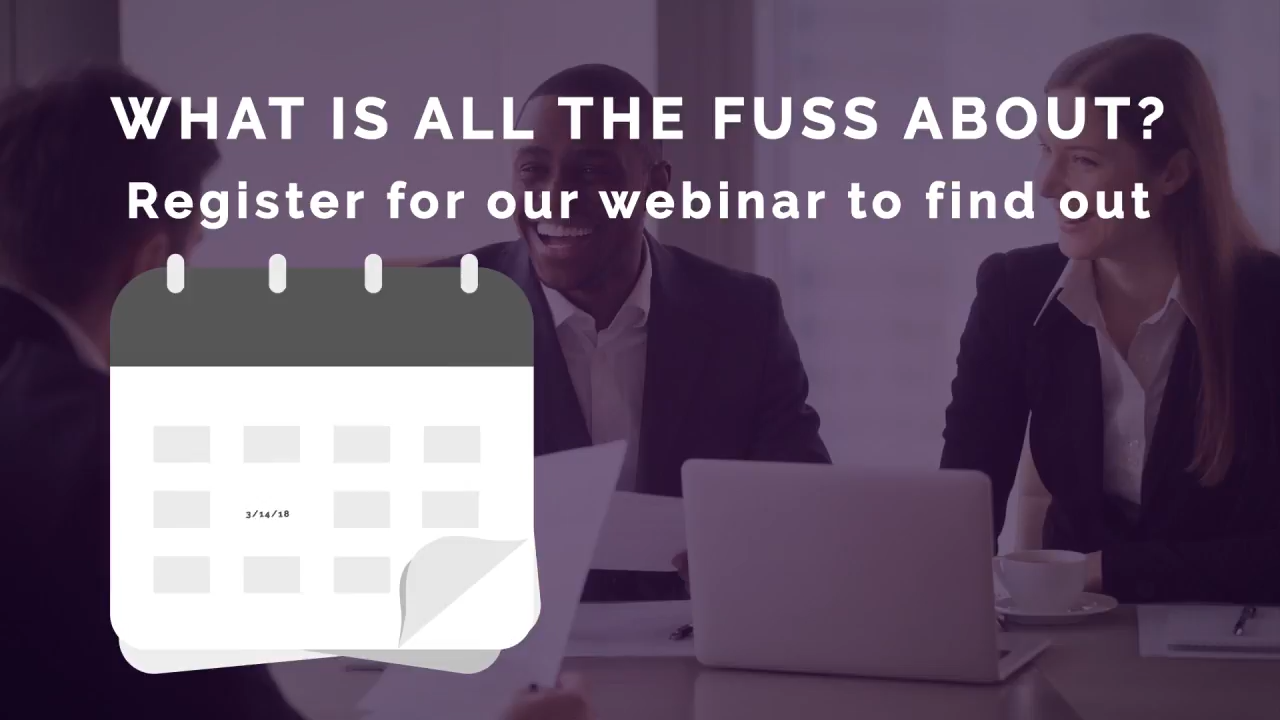 WHAT IS ALL THE FUSS ABOUT?
Register for our webinar to find out
3/14/18